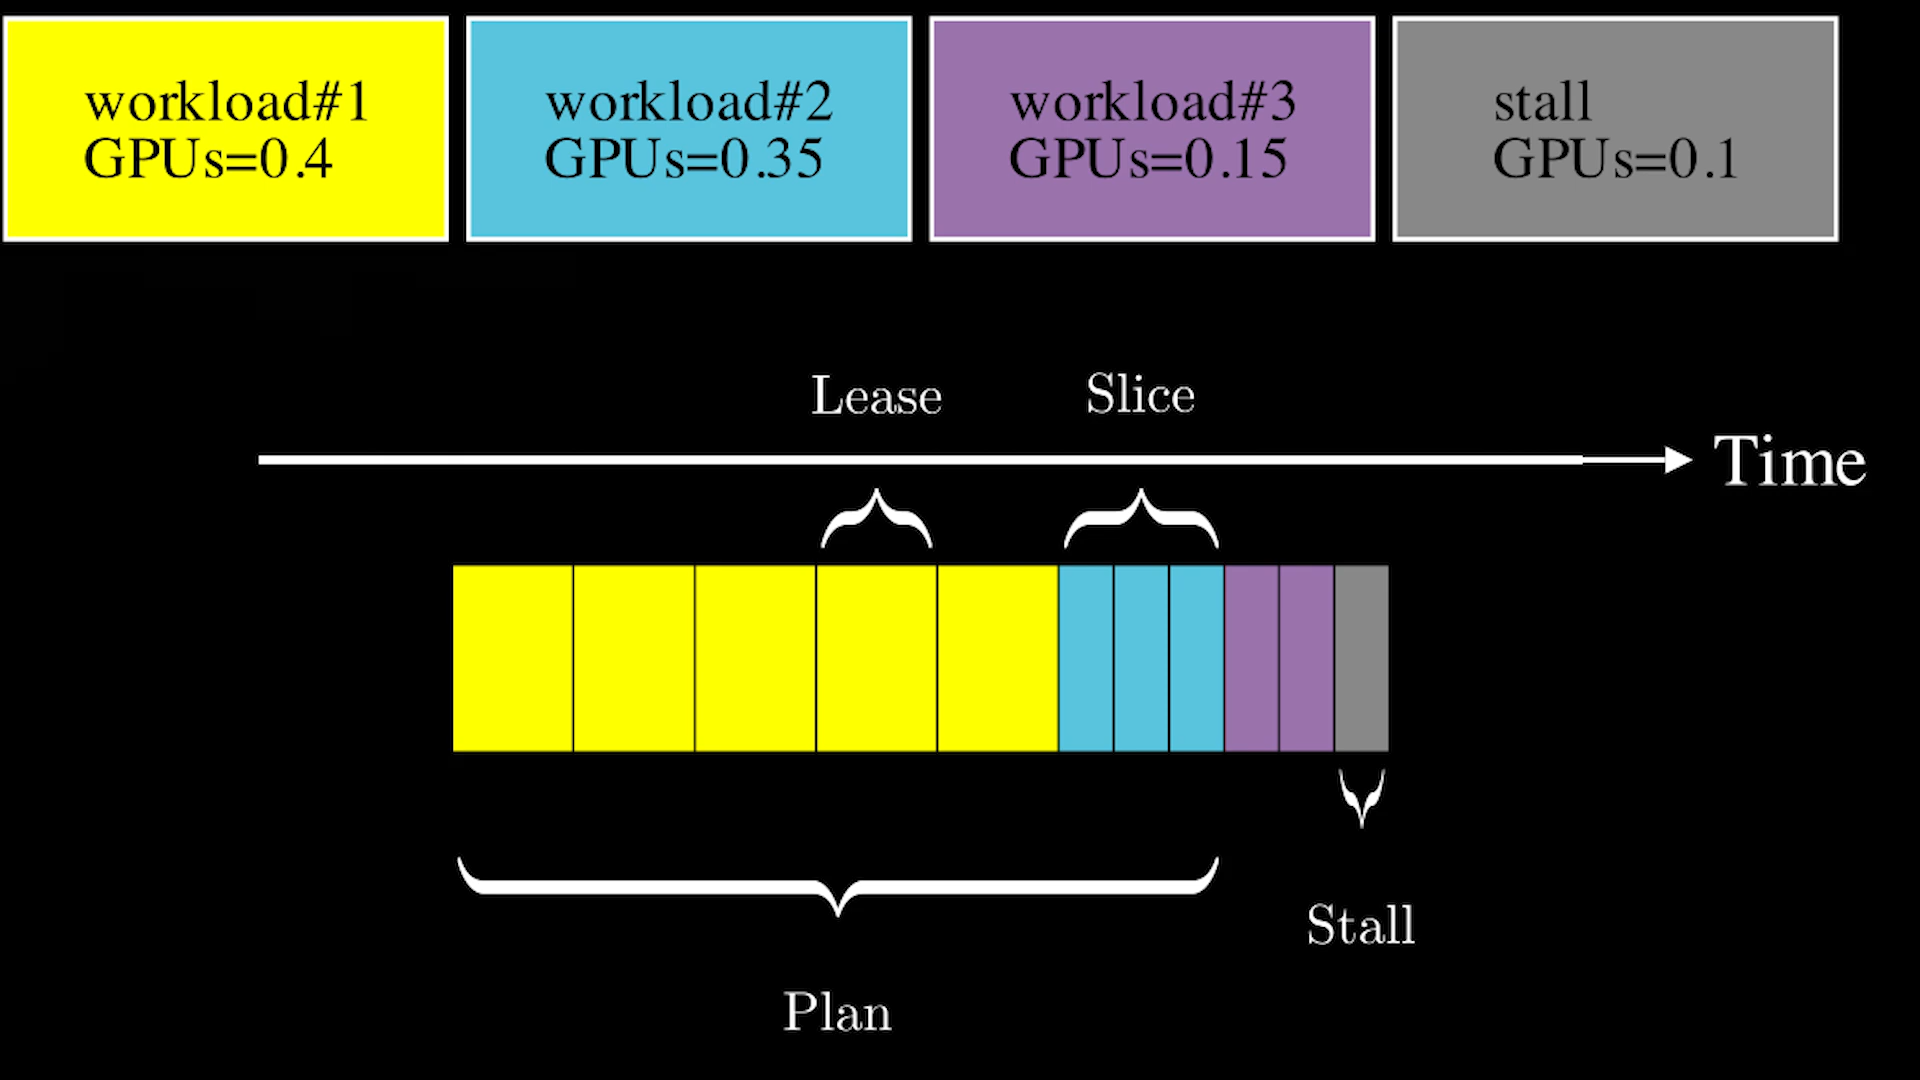 workload#1
GPUs=0.4
workload#2
GPUs=0.35
workload#3
GPUs=0.15
stall
GPUs=0.1
Lease
Slice
Time
Stall
Plan